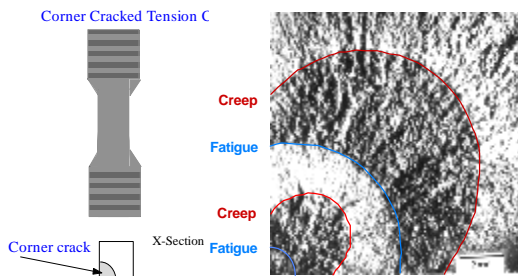 Corner Cracked Tension C
Creep
Fatigue
Creep
X-Section
Fatigue
Corner crack